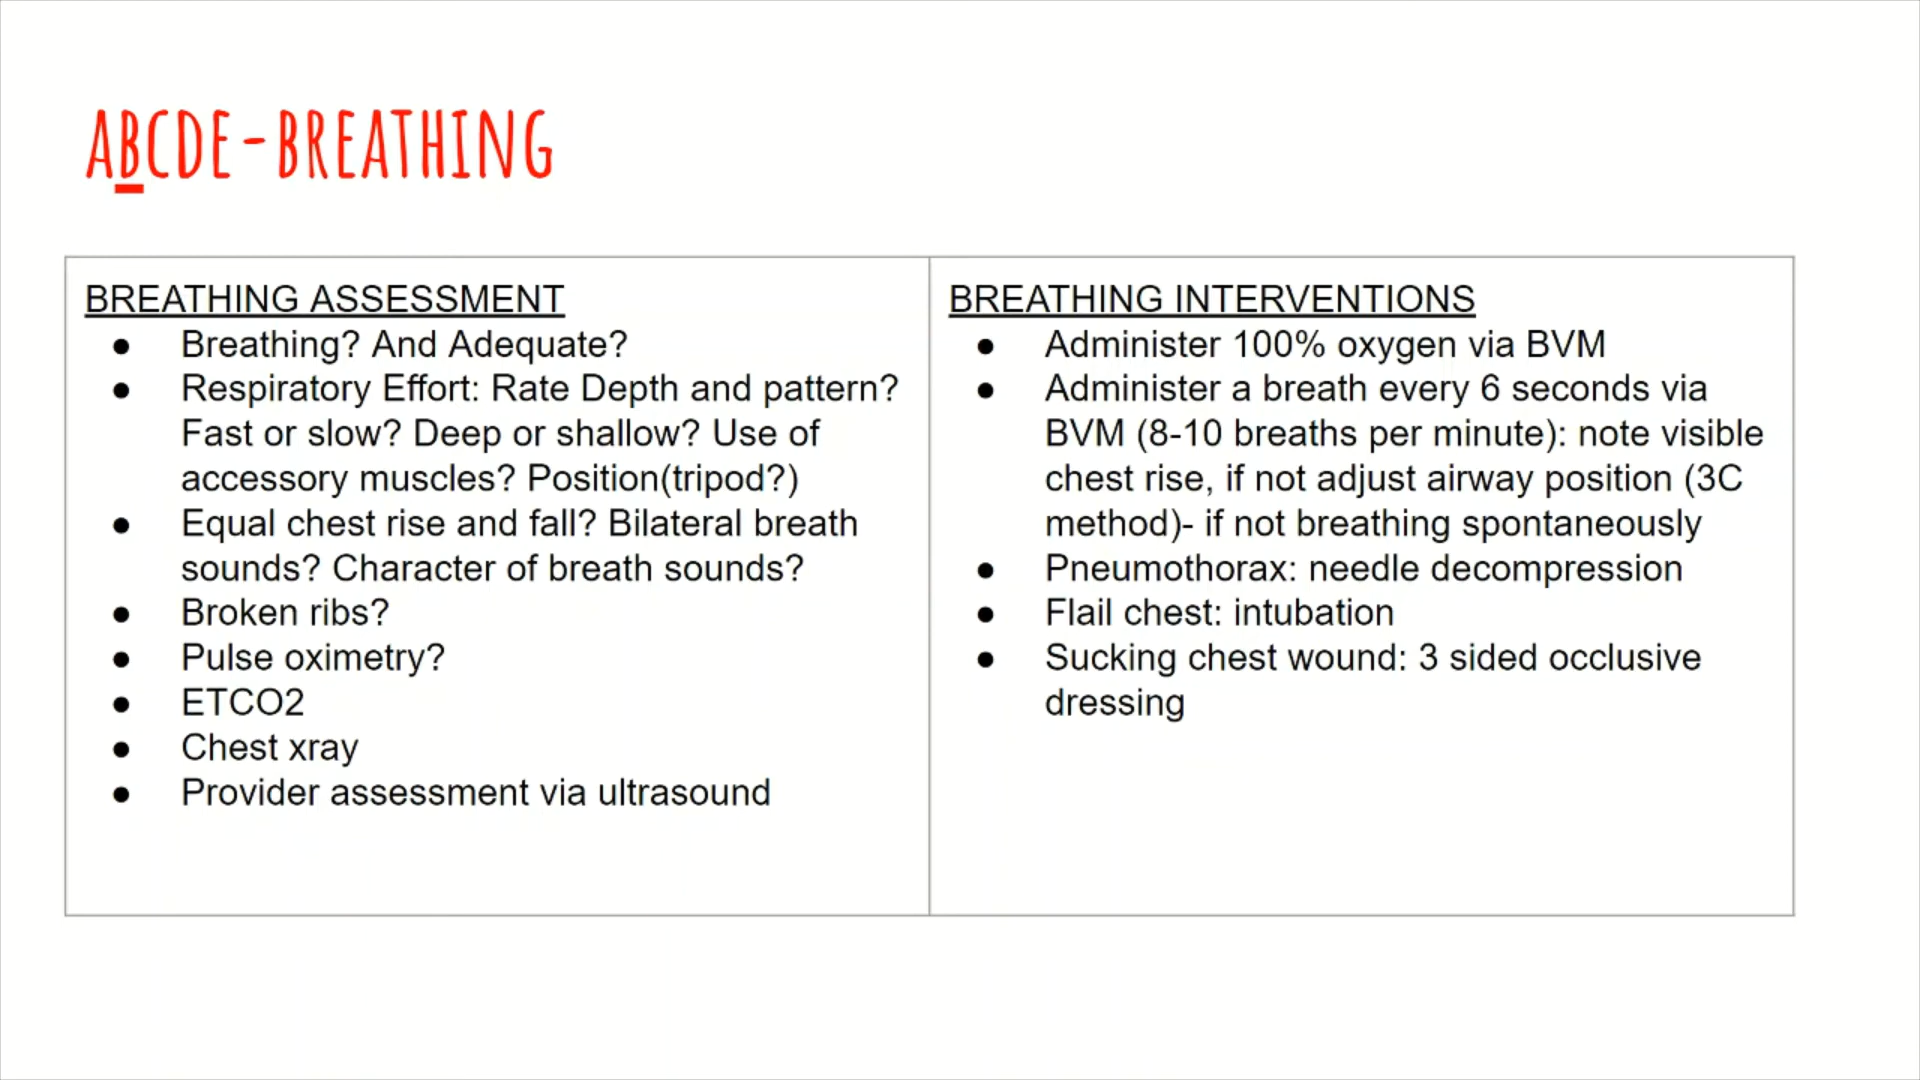 ABCDE-BREATHING
BREATHING ASSESSMENT
● Breathing? And Adequate?
● Respiratory Effort: Rate Depth and pattern?
Fast or slow? Deep or shallow? Use of
accessory muscles? Position(tripod?)
● Equal chest rise and fall? Bilateral breath
sounds? Character of breath sounds?
● Broken ribs?
● Pulse oximetry?
● ETCO2
● Chest xray
● Provider assessment via ultrasound
BREATHING INTERVENTIONS
● Administer 100% oxygen via BVM
● Administer a breath every 6 seconds via
BVM (8-10 breaths per minute): note visible
chest rise, if not adjust airway position (3C
method)- if not breathing spontaneously
● Pneumothorax: needle decompression
● Flail chest: intubation
● Sucking chest wound: 3 sided occlusive
dressing